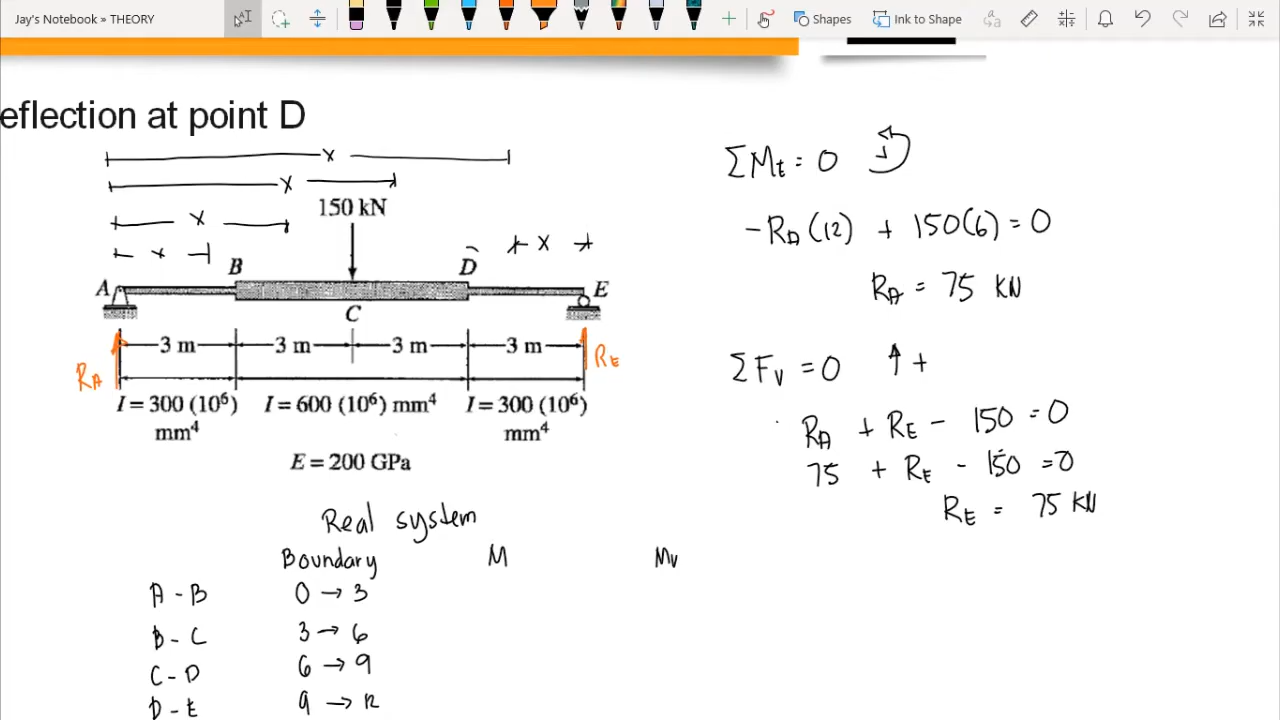 Jay's Notebook » THEORY
Shapes
Ink to Shape
eflection at point D
x
x
x
x
x
150 kN
A
B
C
D
E
3 m
3 m
3 m
3 m
RA
RE
I = 300 (10⁶) mm⁴
I = 600 (10⁶) mm⁴
I = 300 (10⁶) mm⁴
E = 200 GPa
ΣMt = 0
-RA (12) + 150(6) = 0
RA = 75 KN
ΣFv = 0 ↑ +
RA + RE - 150 = 0
75 + RE - 150 = 0
RE = 75 KN
Real system
Boundary M Mv
A - B 0 → 3
B - C 3 → 6
C - D 6 → 9
D - E 9 → 12